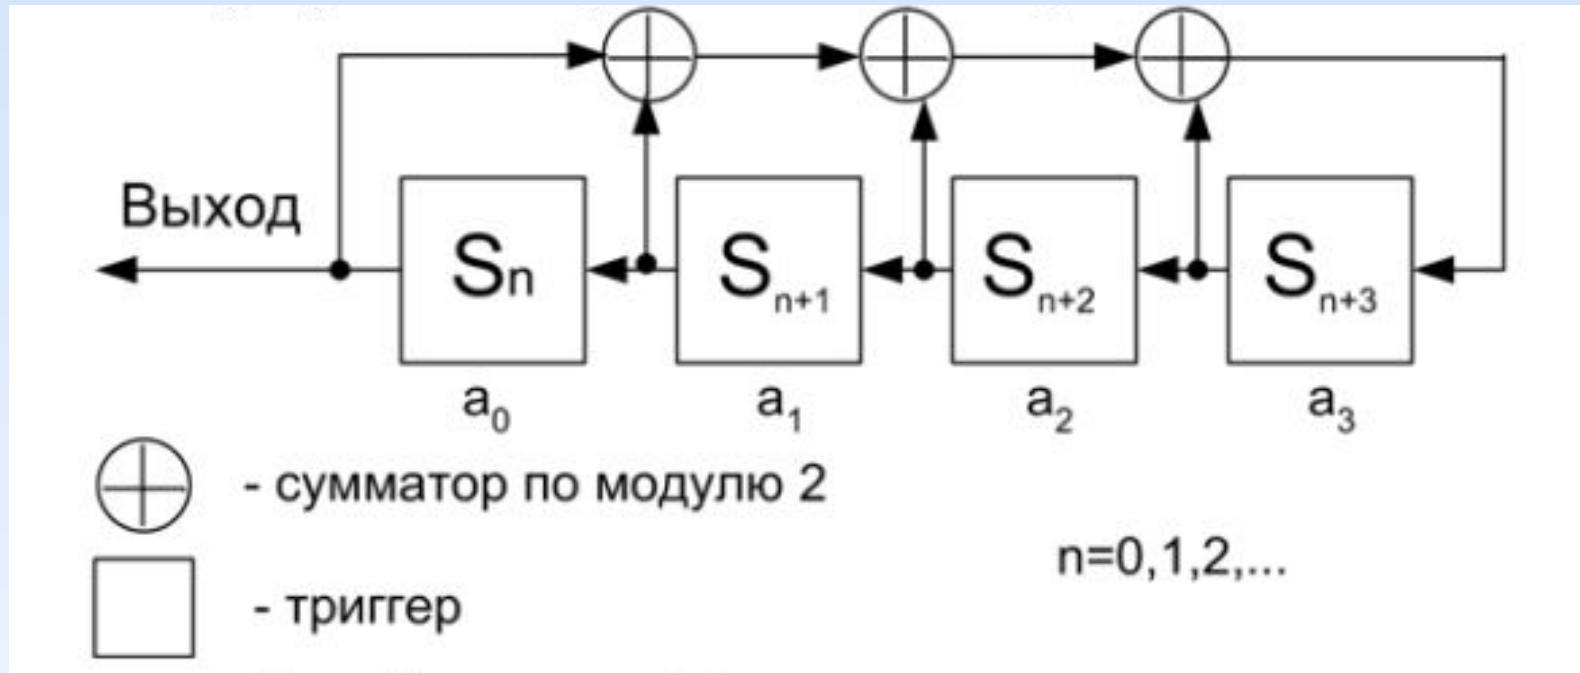 Выход
Sn
Sn+1
Sn+2
Sn+3
a0
a1
a2
a3
- сумматор по модулю 2
n=0,1,2,...
- триггер